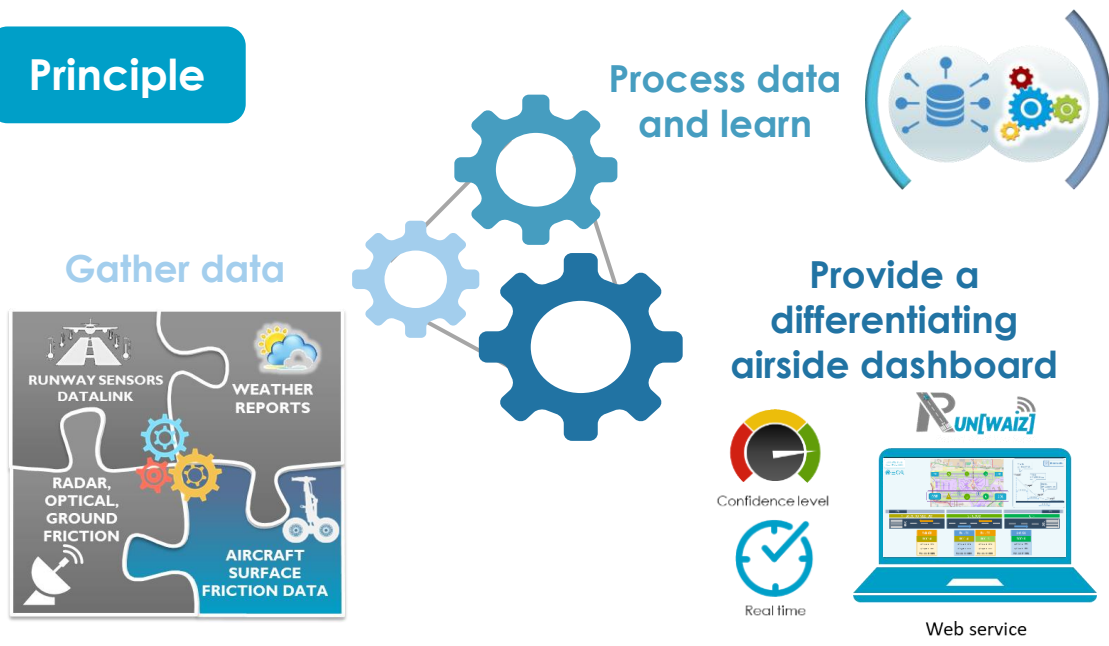 Principle
Process data
and learn
Gather data
RUNWAY SENSORS
DATALINK
WEATHER
REPORTS
RADAR,
OPTICAL,
GROUND
FRICTION
AIRCRAFT
SURFACE
FRICTION DATA
Provide a
differentiating
airside dashboard
RUN[WAIZ]
Confidence level
Real time
Web service